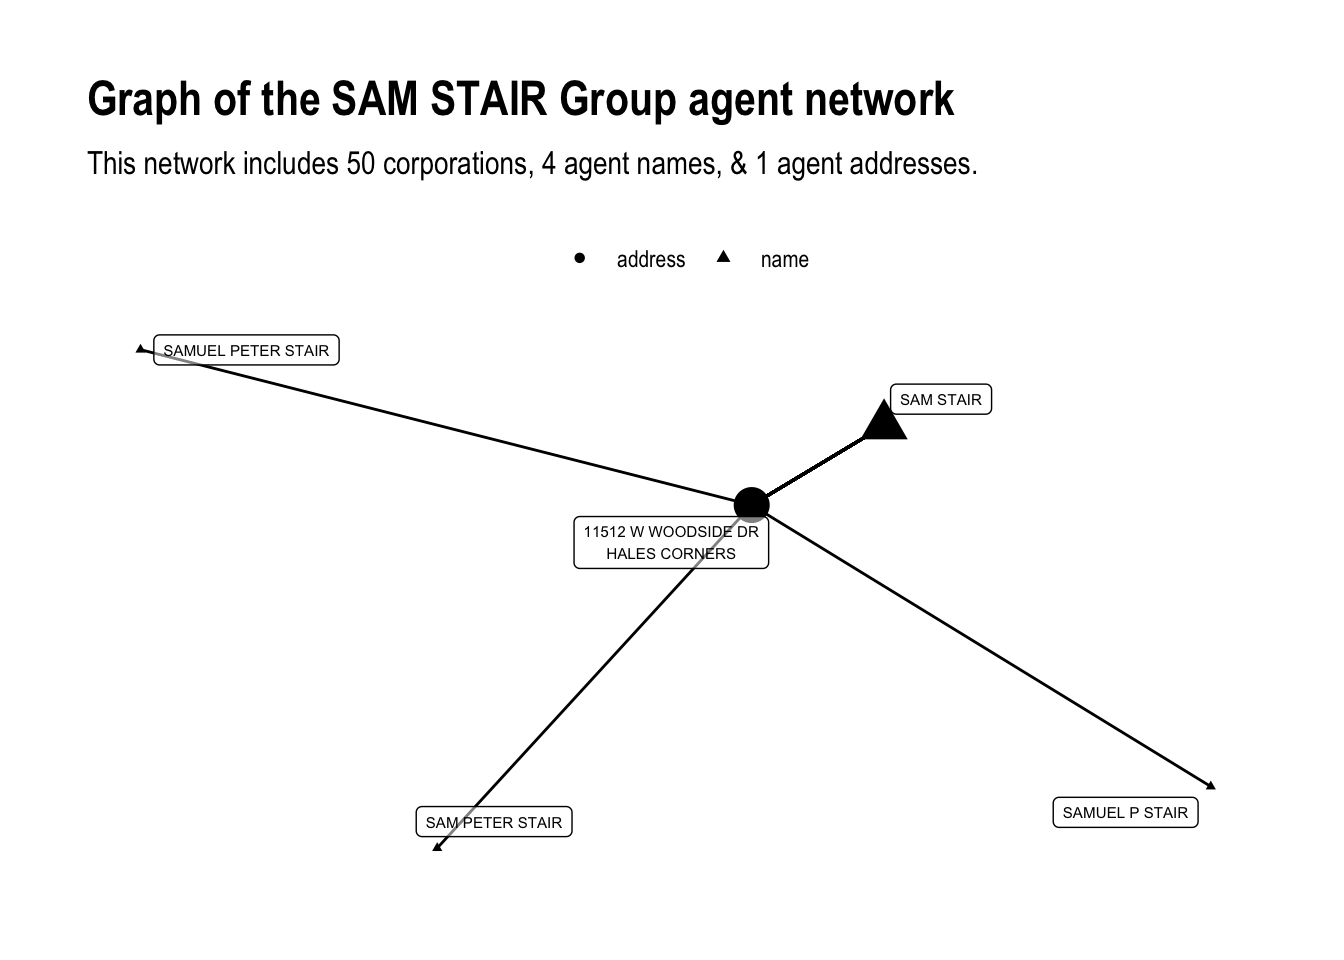 Graph of the SAM STAIR Group agent network
This network includes 50 corporations, 4 agent names, & 1 agent addresses.
address
name
SAMUEL PETER STAIR
SAM STAIR
11512 W WOODSIDE DR
HALES CORNERS
SAM PETER STAIR
SAMUEL P STAIR